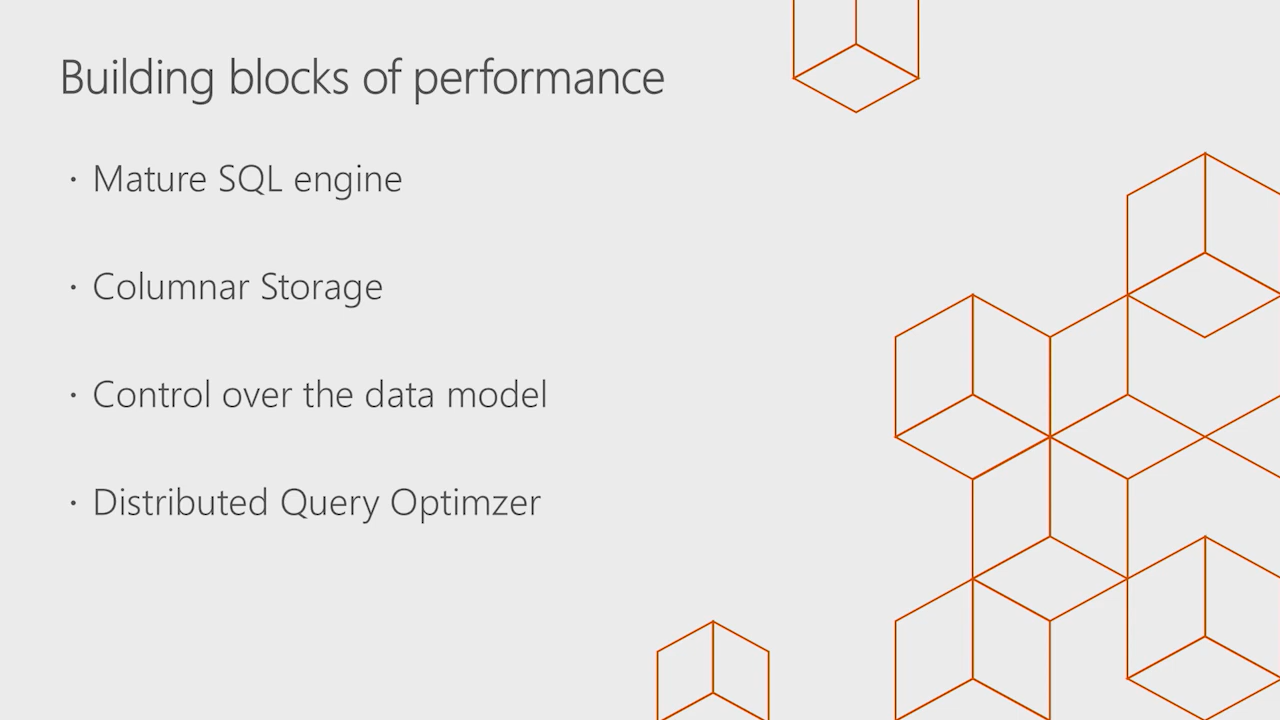 Building blocks of performance
· Mature SQL engine
· Columnar Storage
· Control over the data model
· Distributed Query Optimzer